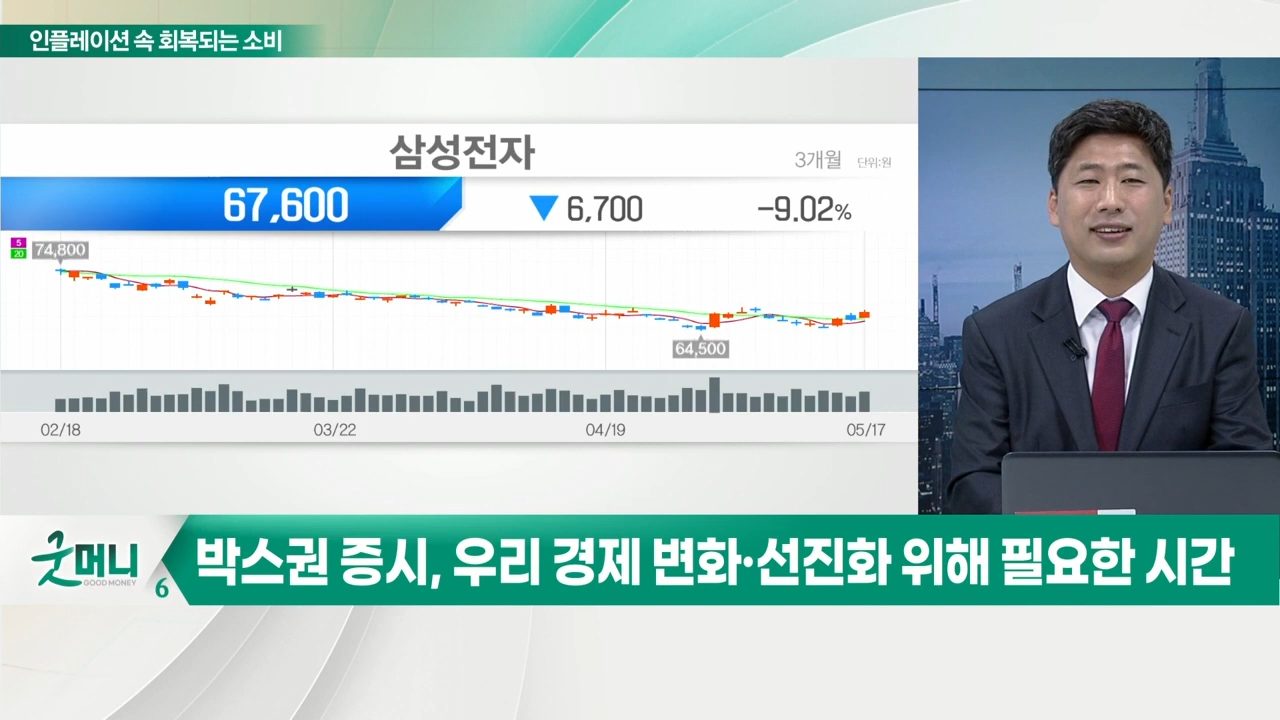 인플레이션 속 회복되는 소비
삼성전자
3개월 단위:원
67,600 ▼ 6,700 -9.02%
5
20
74,800
64,500
02/18 03/22 04/19 05/17
굿머니
GOOD MONEY
6
박스권 증시, 우리 경제 변화·선진화 위해 필요한 시간